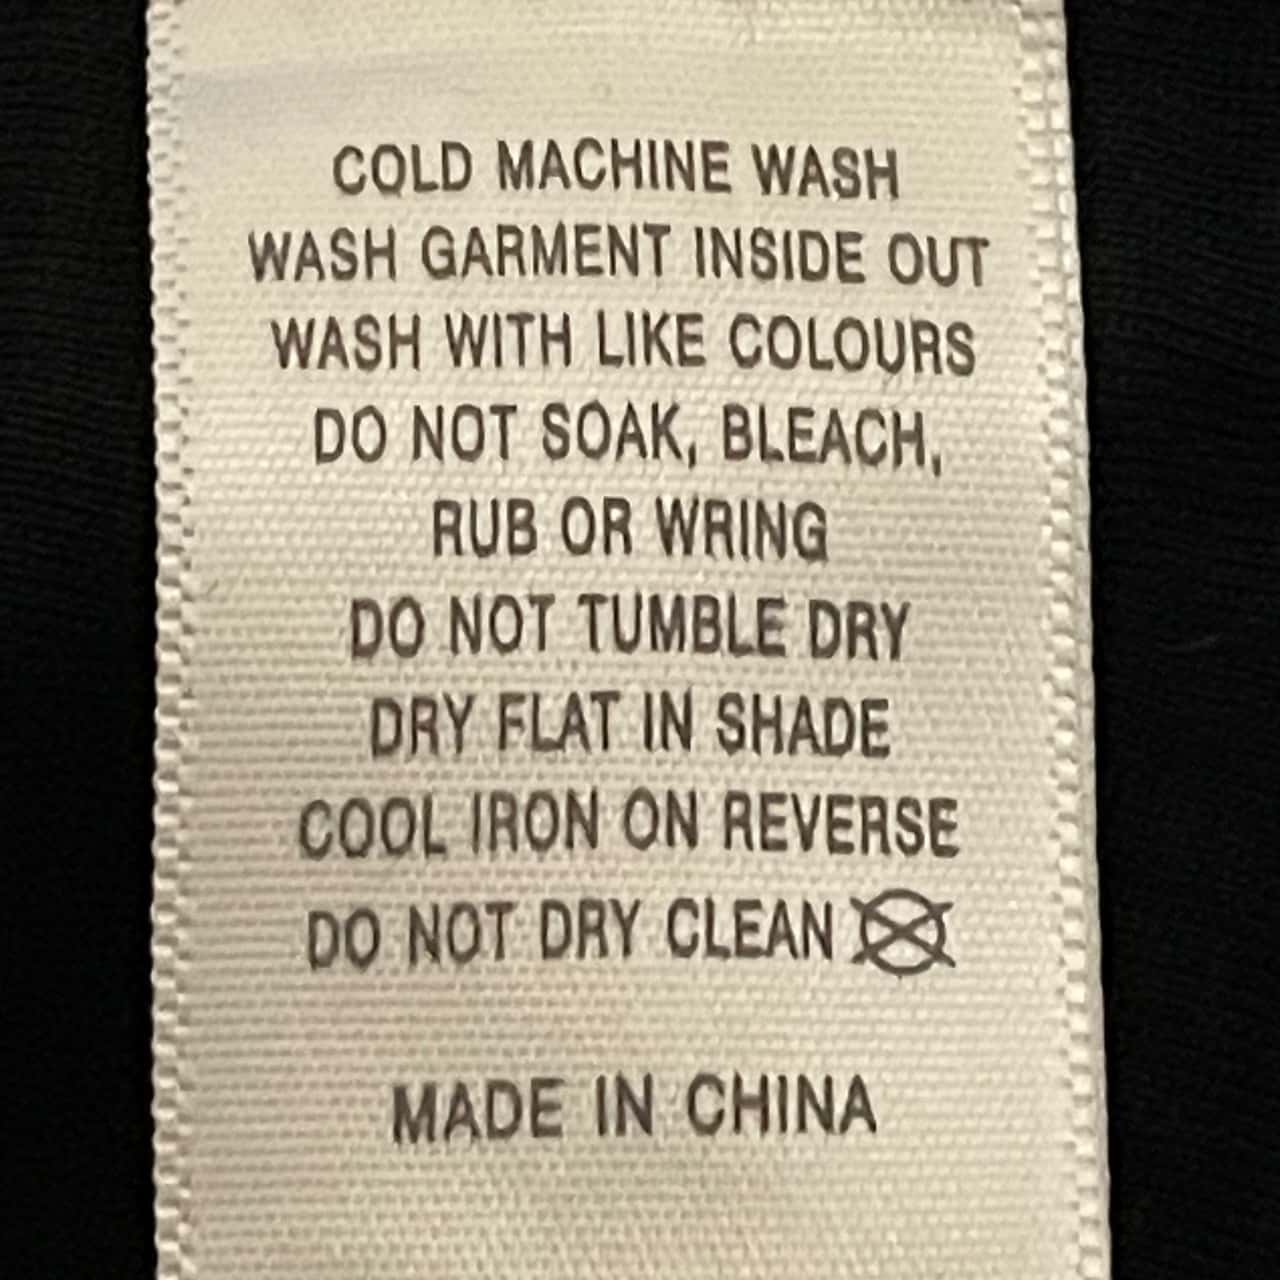 COLD MACHINE WASH
WASH GARMENT INSIDE OUT
WASH WITH LIKE COLOURS
DO NOT SOAK, BLEACH,
RUB OR WRING
DO NOT TUMBLE DRY
DRY FLAT IN SHADE
COOL IRON ON REVERSE
DO NOT DRY CLEAN
MADE IN CHINA